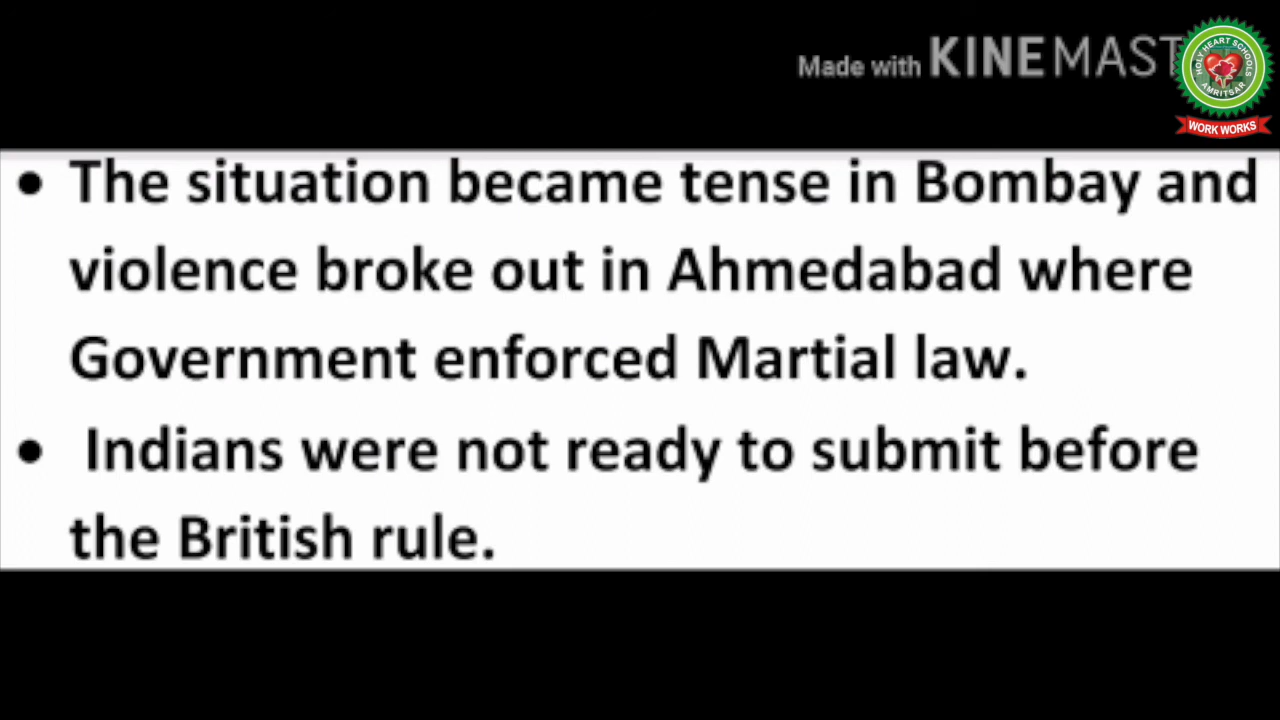 Made with KINEMAST
HOLY HEART SCHOOLS
AMRITSAR
WORK WORKS
• The situation became tense in Bombay and
violence broke out in Ahmedabad where
Government enforced Martial law.
• Indians were not ready to submit before
the British rule.